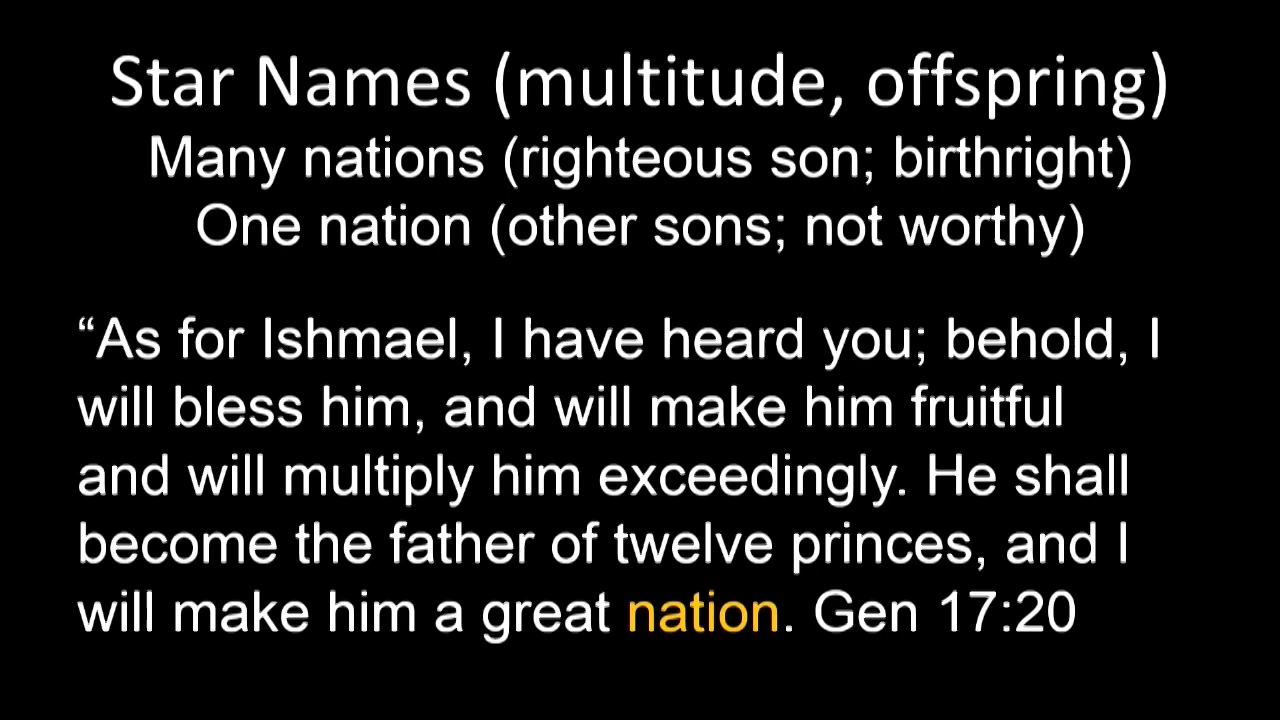 Star Names (multitude, offspring)
Many nations (righteous son; birthright)
One nation (other sons; not worthy)
“As for Ishmael, I have heard you; behold, I
will bless him, and will make him fruitful
and will multiply him exceedingly. He shall
become the father of twelve princes, and I
will make him a great nation. Gen 17:20